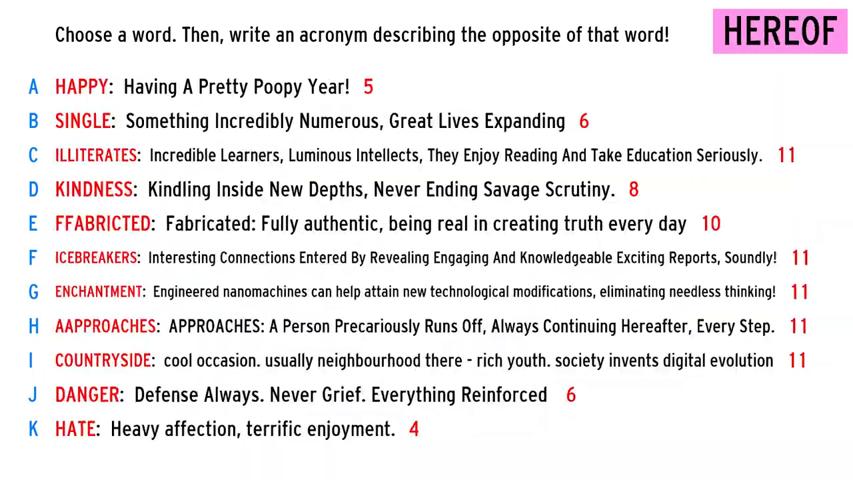 Choose a word. Then, write an acronym describing the opposite of that word!
HEREOF
A HAPPY: Having A Pretty Poopy Year! 5
B SINGLE: Something Incredibly Numerous, Great Lives Expanding 6
C ILLITERATES: Incredible Learners, Luminous Intellects, They Enjoy Reading And Take Education Seriously. 11
D KINDNESS: Kindling Inside New Depths, Never Ending Savage Scrutiny. 8
E FFABRICTED: Fabricated: Fully authentic, being real in creating truth every day 10
F ICEBREAKERS: Interesting Connections Entered By Revealing Engaging And Knowledgeable Exciting Reports, Soundly! 11
G ENCHANTMENT: Engineered nanomachines can help attain new technological modifications, eliminating needless thinking! 11
H AAPPROACHES: APPROACHES: A Person Precariously Runs Off, Always Continuing Hereafter, Every Step. 11
I COUNTRYSIDE: cool occasion. usually neighbourhood there - rich youth. society invents digital evolution 11
J DANGER: Defense Always. Never Grief. Everything Reinforced 6
K HATE: Heavy affection, terrific enjoyment. 4